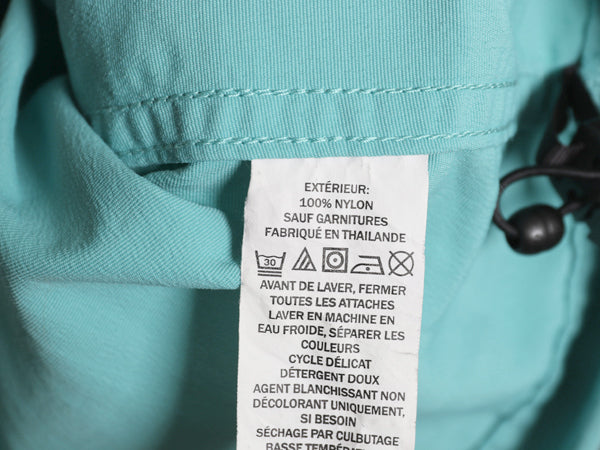 EXTÉRIEUR:
100% NYLON
SAUF GARNITURES
FABRIQUÉ EN THAILANDE
30
AVANT DE LAVER, FERMER
TOUTES LES ATTACHES
LAVER EN MACHINE EN
EAU FROIDE, SÉPARER LES
COULEURS
CYCLE DÉLICAT
DÉTERGENT DOUX
AGENT BLANCHISSANT NON
DÉCOLORANT UNIQUEMENT,
SI BESOIN
SÉCHAGE PAR CULBUTAGE
BASSE TEMPÉRATURE